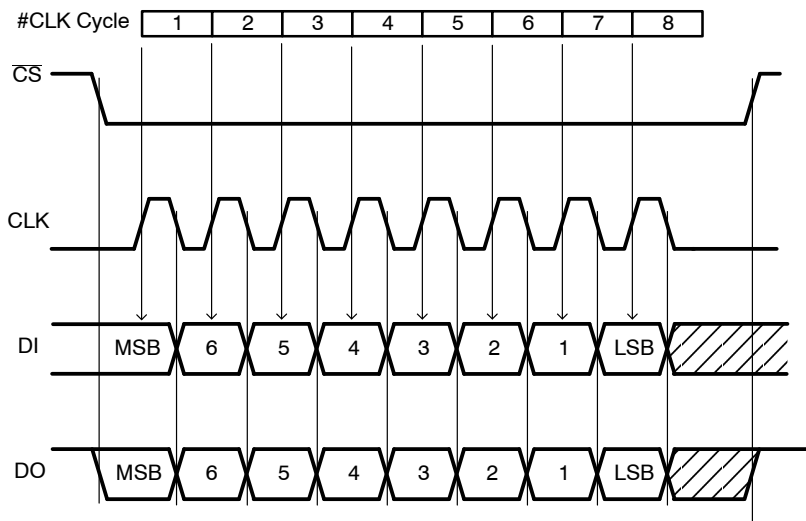 #CLK Cycle 1 2 3 4 5 6 7 8
CS
CLK
DI MSB 6 5 4 3 2 1 LSB
DO MSB 6 5 4 3 2 1 LSB